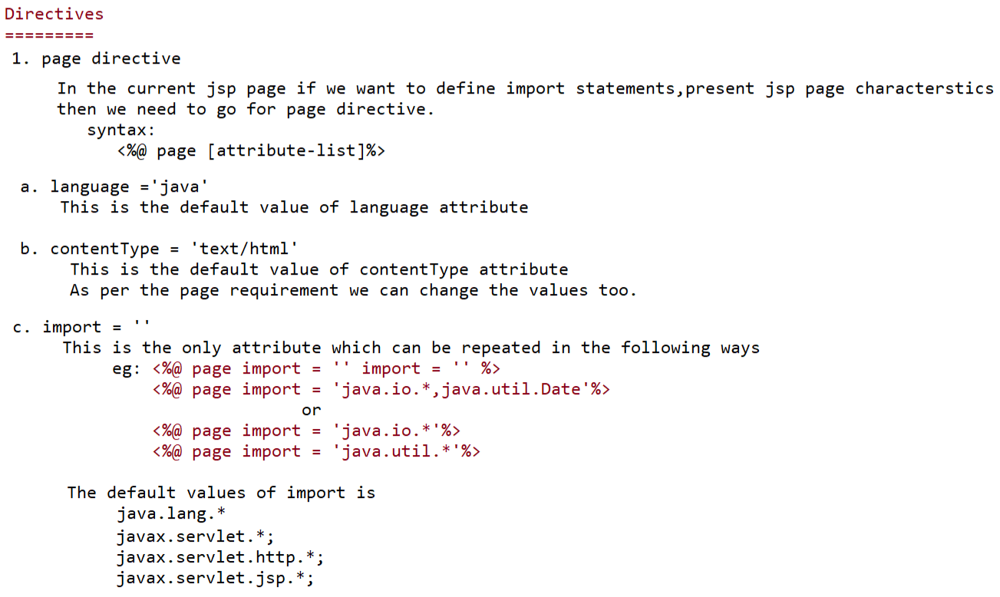 Directives
=========
1. page directive
In the current jsp page if we want to define import statements,present jsp page characterstics
then we need to go for page directive.
syntax:
<%@ page [attribute-list]%>
a. language ='java'
This is the default value of language attribute
b. contentType = 'text/html'
This is the default value of contentType attribute
As per the page requirement we can change the values too.
c. import = ''
This is the only attribute which can be repeated in the following ways
eg: <%@ page import = '' import = '' %>
<%@ page import = 'java.io.*,java.util.Date'%>
or
<%@ page import = 'java.io.*'%>
<%@ page import = 'java.util.*'%>
The default values of import is
java.lang.*
javax.servlet.*;
javax.servlet.http.*;
javax.servlet.jsp.*;